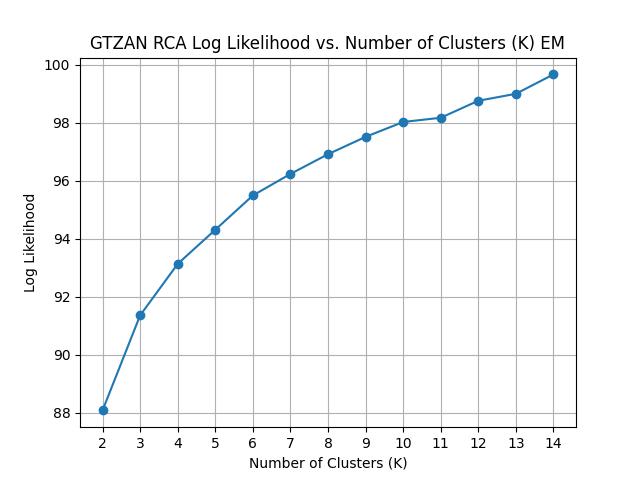 GTZAN RCA Log Likelihood vs. Number of Clusters (K) EM
100
98
96
94
92
90
88
Log Likelihood
2 3 4 5 6 7 8 9 10 11 12 13 14
Number of Clusters (K)